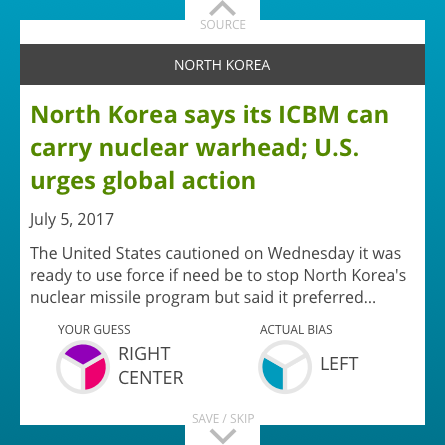 SOURCE
NORTH KOREA
North Korea says its ICBM can
carry nuclear warhead; U.S.
urges global action
July 5, 2017
The United States cautioned on Wednesday it was
ready to use force if need be to stop North Korea's
nuclear missile program but said it preferred...
YOUR GUESS
RIGHT
CENTER
ACTUAL BIAS
LEFT
SAVE / SKIP